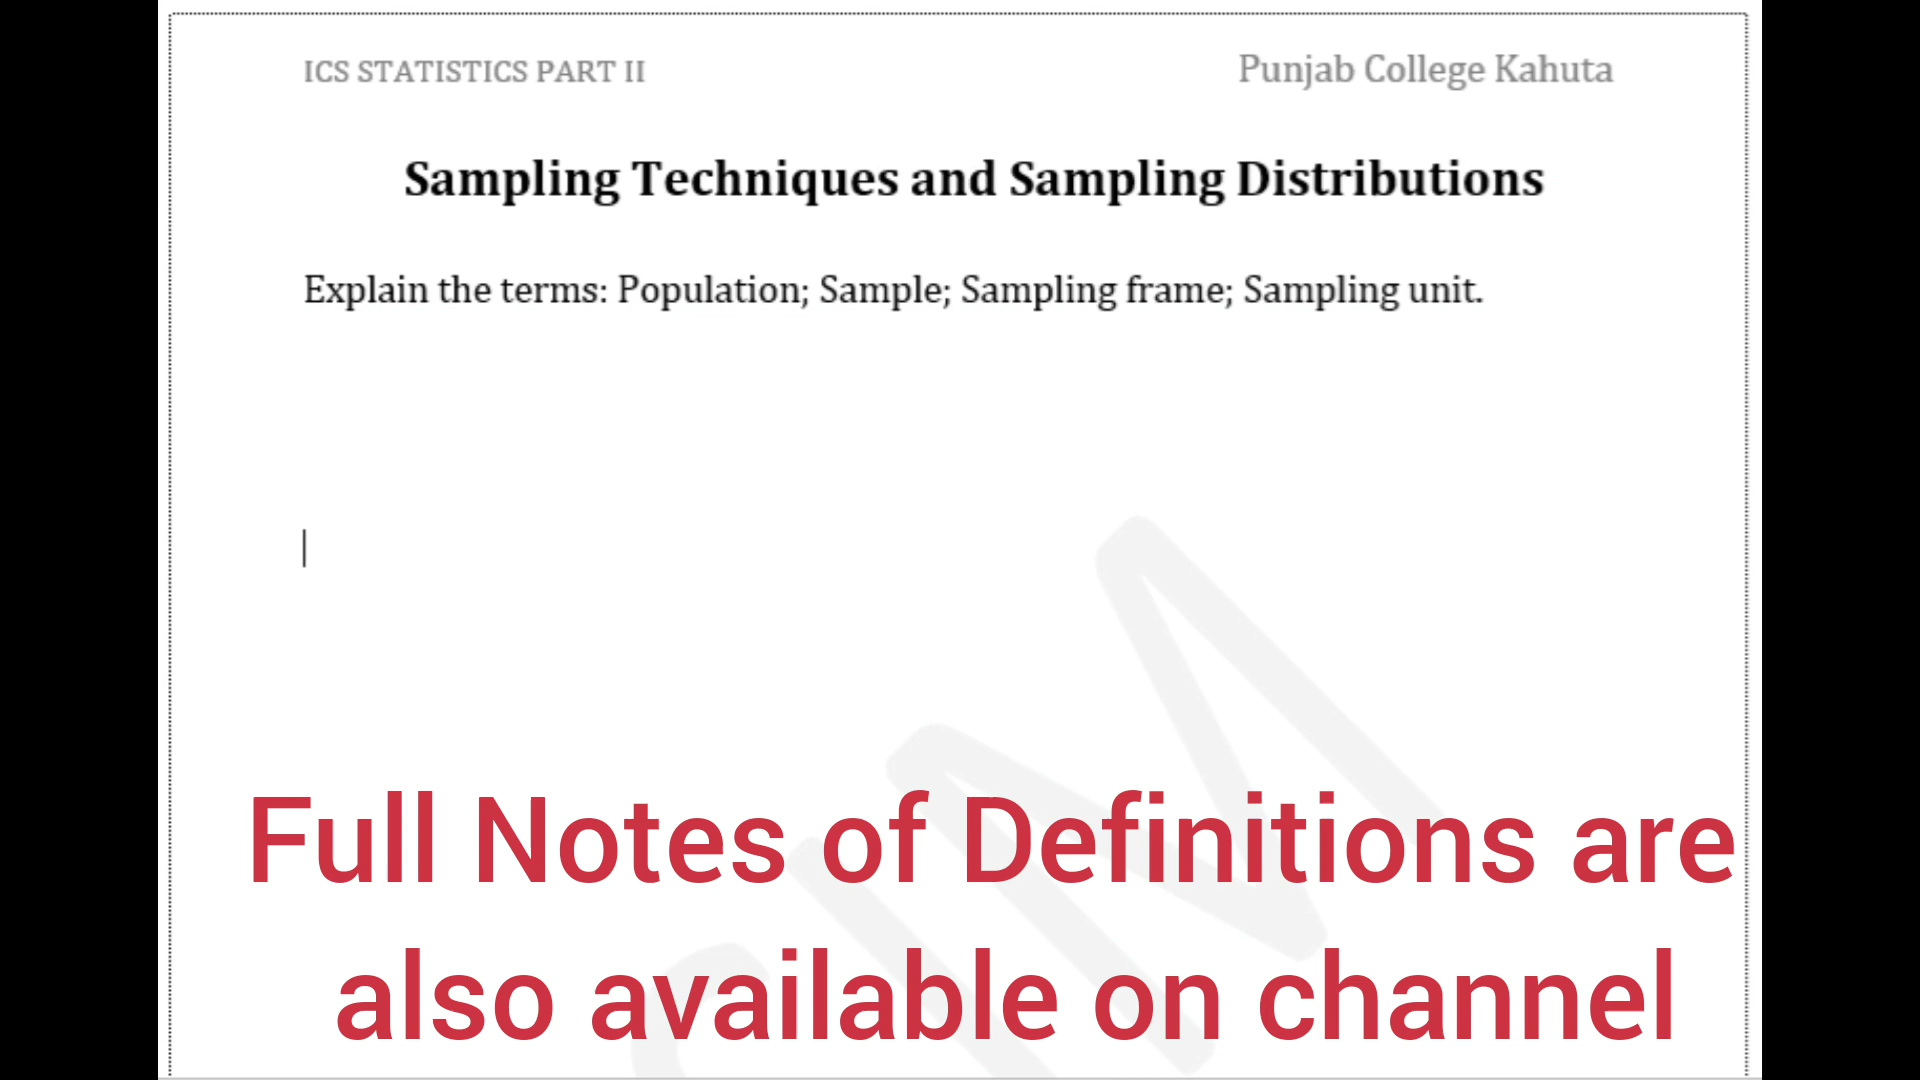 ICS STATISTICS PART II
Punjab College Kahuta
Sampling Techniques and Sampling Distributions
Explain the terms: Population; Sample; Sampling frame; Sampling unit.
Full Notes of Definitions are
also available on channel